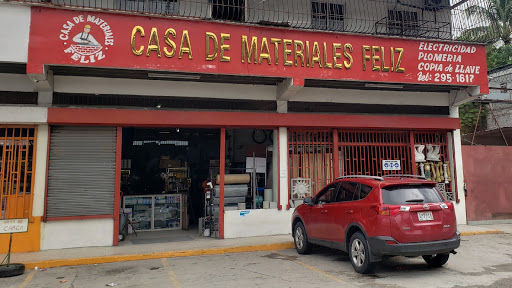 CASA DE MATERIALES
FELIZ
CASA DE MATERIALES FELIZ
ELECTRICIDAD
PLOMERIA
COPIA DE LLAVE
Tel: 295-1617